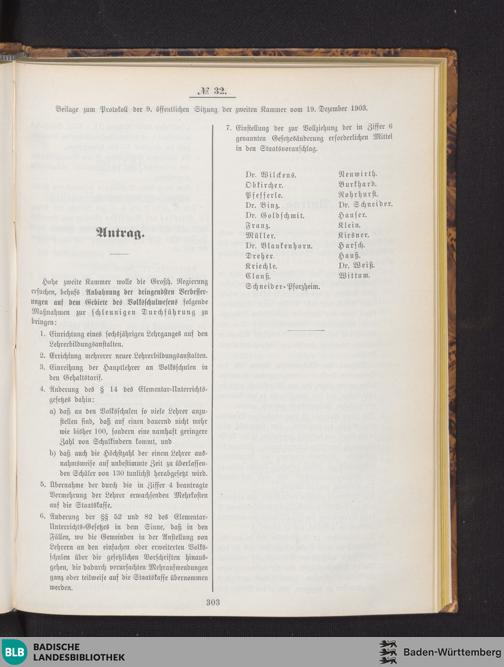 № 32.
Beilage zum Protokoll der 9. öffentlichen Sitzung der zweiten Kammer vom 19. Dezember 1903.
Antrag.
Hohe zweite Kammer wolle die Großh. Regierung
ersuchen, behufs Anbahnung der dringendsten Verbesser-
ungen auf dem Gebiete des Volksschulwesens folgende
Maßnahmen zur schleunigen Durchführung zu
bringen:
1. Einrichtung eines sechsjährigen Lehrganges auf den
Lehrerbildungsanstalten.
2. Errichtung mehrerer neuer Lehrerbildungsanstalten.
3. Einreihung der Hauptlehrer an Volksschulen in
den Gehaltstarif.
4. Änderung des § 14 des Elementar-Unterrichts-
gesetzes dahin:
a) daß an den Volksschulen so viele Lehrer anzu-
stellen sind, daß auf einen dauernd nicht mehr
wie bisher 100, sondern eine namhaft geringere
Zahl von Schulkindern kommt, und
b) daß auch die Höchstzahl der einem Lehrer aus-
nahmsweise auf unbestimmte Zeit zu überlassen-
den Schüler von 130 tunlichst herabgesetzt wird.
5. Übernahme der durch die in Ziffer 4 beantragte
Vermehrung der Lehrer erwachsenden Mehrkosten
auf die Staatskasse.
6. Änderung der §§ 52 und 82 des Elementar-
Unterrichts-Gesetzes in dem Sinne, daß in den
Fällen, wo die Gemeinden in der Anstellung von
Lehrern an den einfachen oder erweiterten Volks-
schulen über die gesetzlichen Vorschriften hinaus-
gehen, die dadurch verursachten Mehraufwendungen
ganz oder teilweise auf die Staatskasse übernommen
werden.
7. Einstellung der zur Vollziehung der in Ziffer 6
genannten Gesetzesänderung erforderlichen Mittel
in den Staatsvoranschlag.
Dr. Wilckens. Neuwirth.
Obkircher. Burkhard.
Pfefferle. Rohrhurst.
Dr. Binz. Dr. Schneider.
Dr. Goldschmit. Hauser.
Franz. Klein.
Müller. Kiesner.
Dr. Blankenhorn. Harsch.
Dreher. Hauß.
Kriechle. Dr. Weiß.
Clauß. Wittum.
Schneider-Pforzheim.
303
BLB BADISCHE
LANDESBIBLIOTHEK
Baden-Württemberg